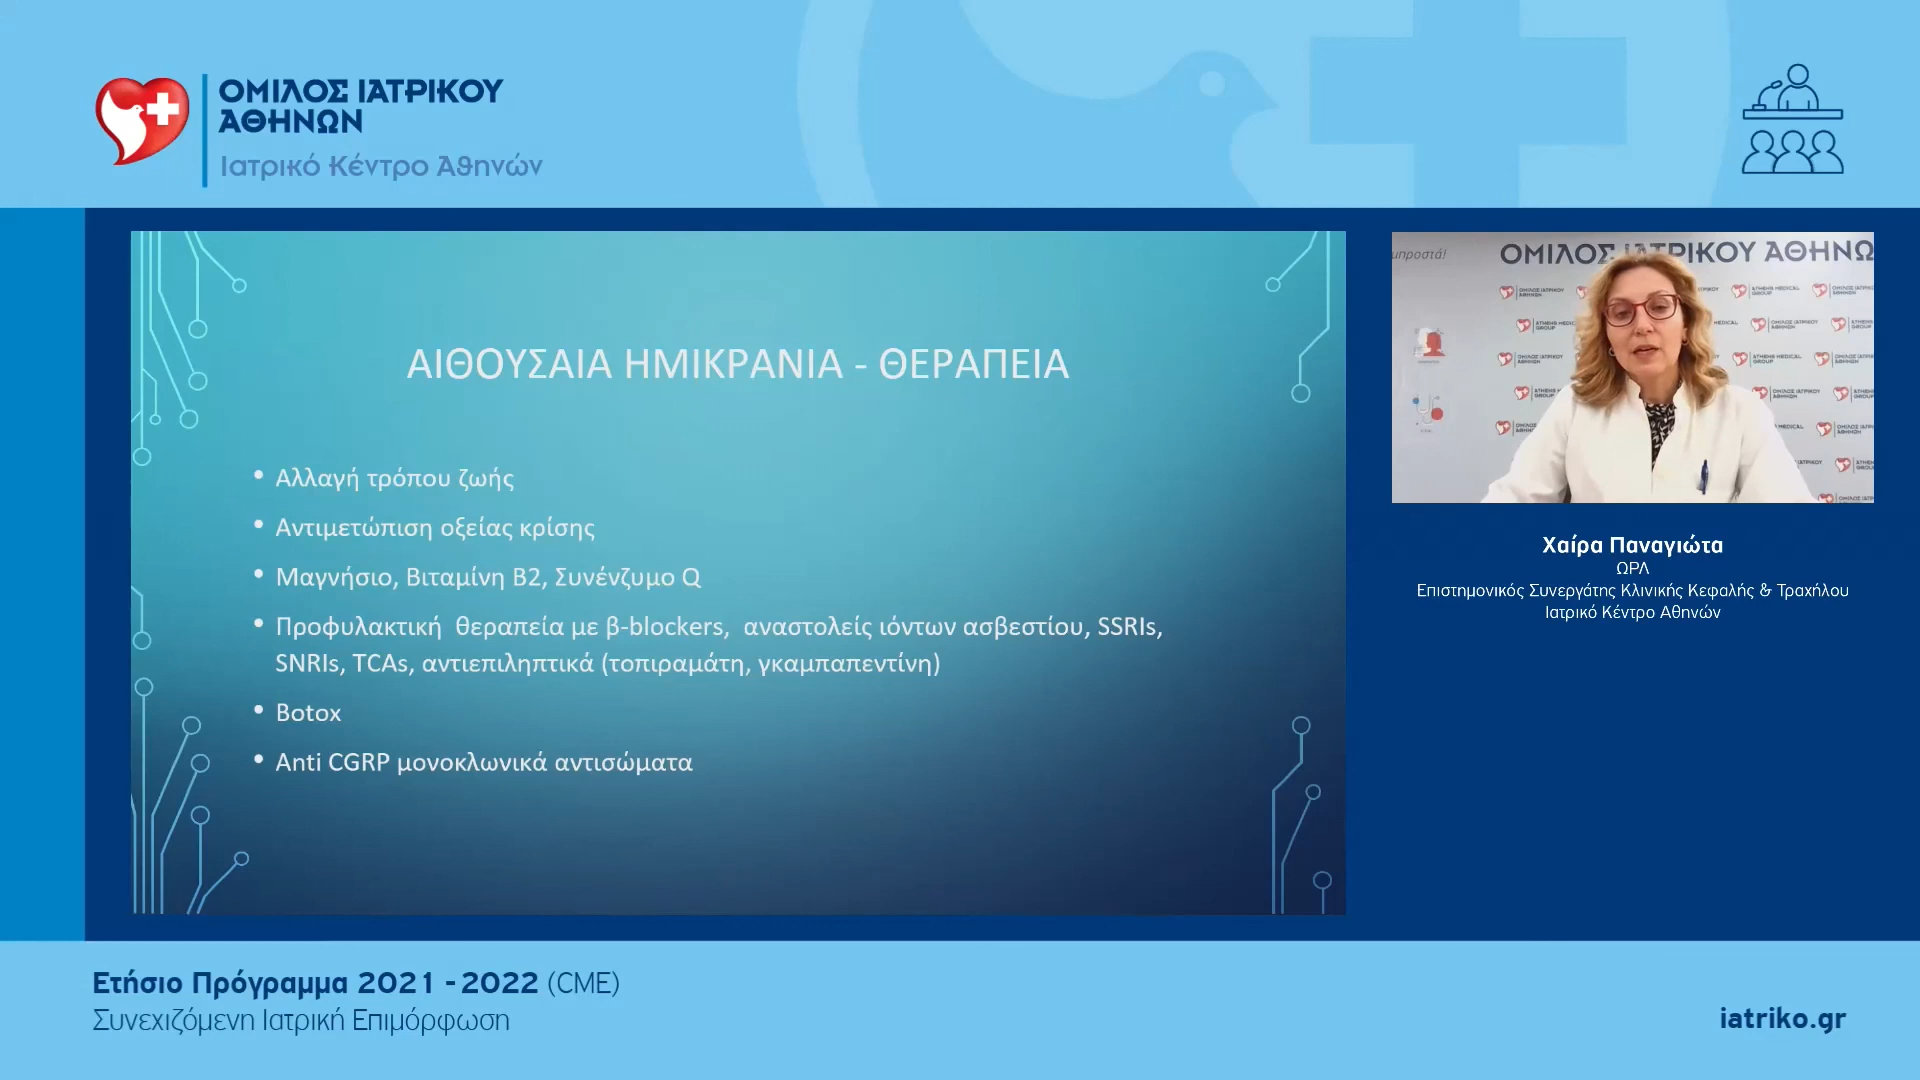 ΟΜΙΛΟΣ ΙΑΤΡΙΚΟΥ
ΑΘΗΝΩΝ
Ιατρικό Κέντρο Αθηνών
ΑΙΘΟΥΣΑΙΑ ΗΜΙΚΡΑΝΙΑ - ΘΕΡΑΠΕΙΑ
• Αλλαγή τρόπου ζωής
• Αντιμετώπιση οξείας κρίσης
• Μαγνήσιο, Βιταμίνη Β2, Συνένζυμο Q
• Προφυλακτική θεραπεία με β-blockers, αναστολείς ιόντων ασβεστίου, SSRIs,
SNRIs, TCAs, αντιεπιληπτικά (τοπιραμάτη, γκαμπαπεντίνη)
• Botox
• Anti CGRP μονοκλωνικά αντισώματα
μπροστά!
ΟΜΙΛΟΣ ΙΑΤΡΙΚΟΥ ΑΘΗΝΩ
Χαίρα Παναγιώτα
ΩΡΛ
Επιστημονικός Συνεργάτης Κλινικής Κεφαλής & Τραχήλου
Ιατρικό Κέντρο Αθηνών
Ετήσιο Πρόγραμμα 2021 - 2022 (CME)
Συνεχιζόμενη Ιατρική Επιμόρφωση
iatriko.gr